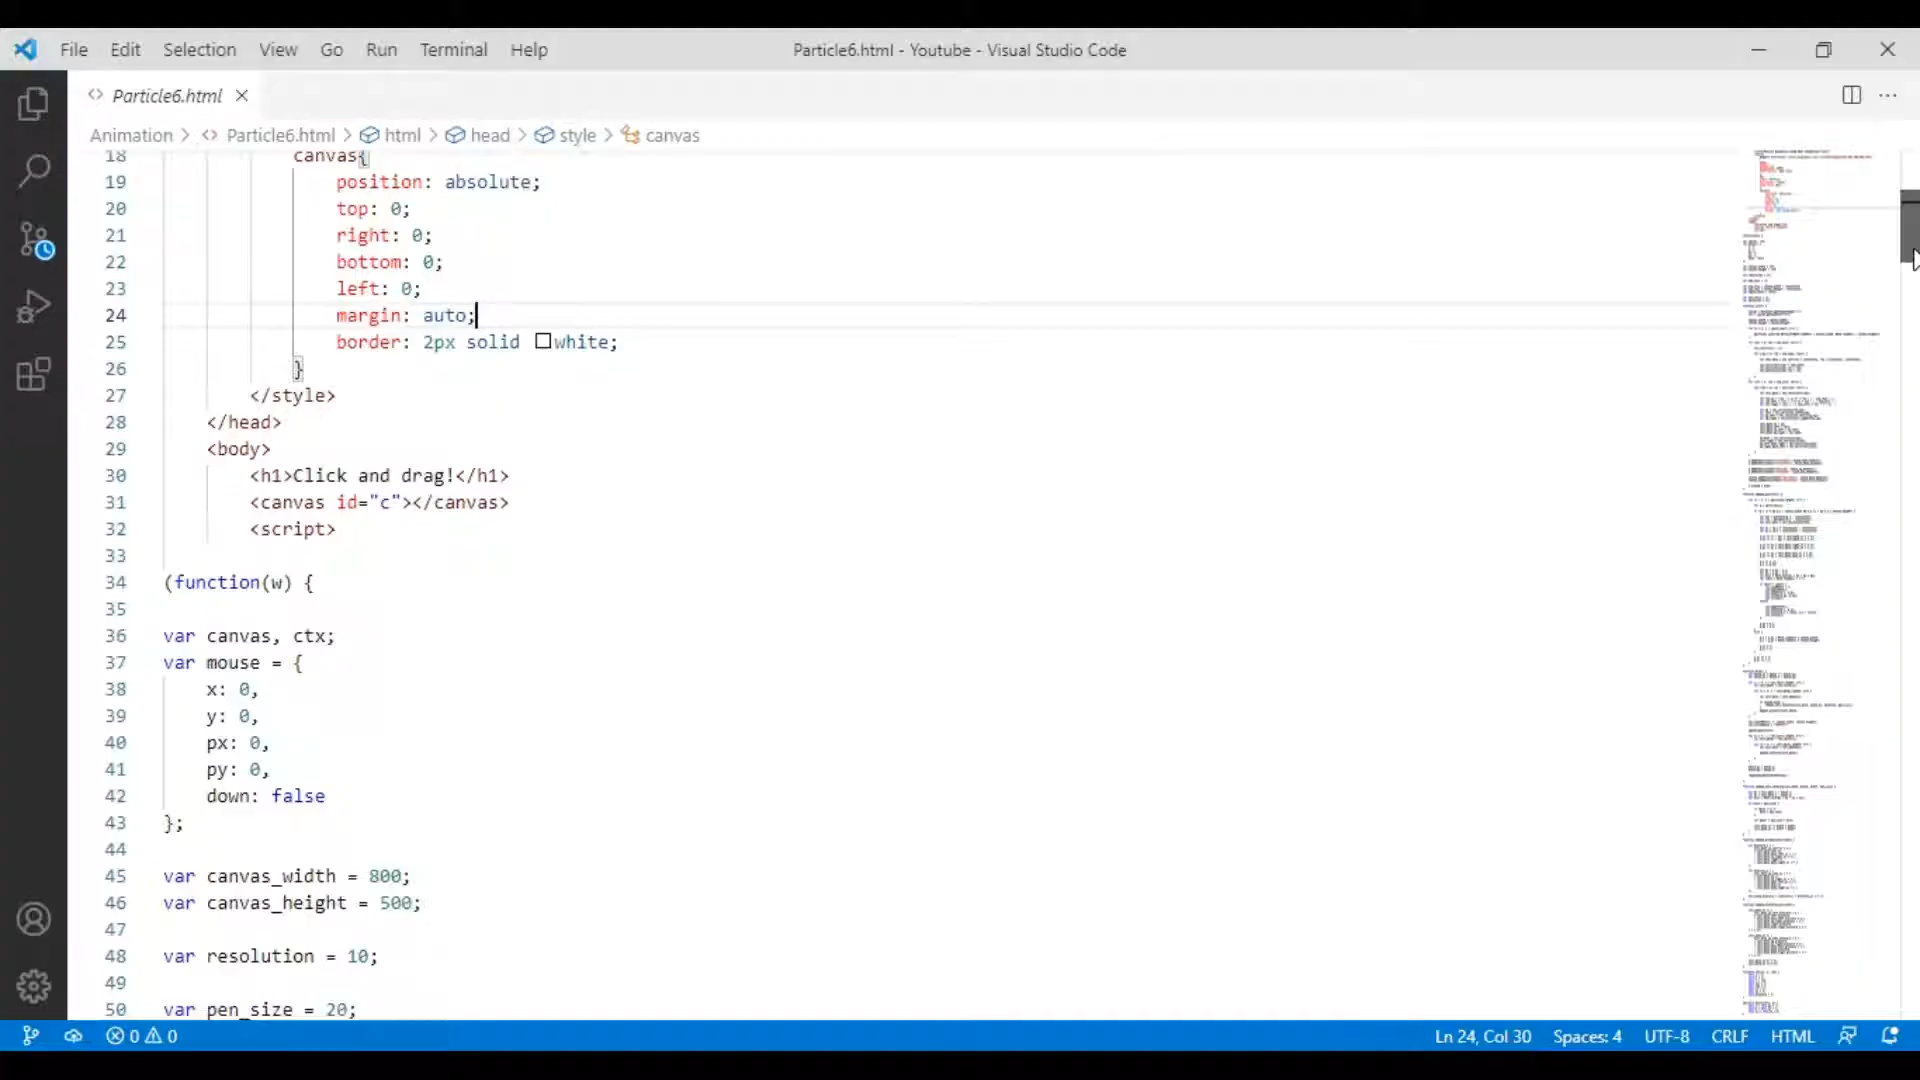 File Edit Selection View Go Run Terminal Help
Particle6.html - Youtube - Visual Studio Code
Particle6.html
Animation > Particle6.html > html > head > style > canvas
18 canvas{
19 position: absolute;
20 top: 0;
21 right: 0;
22 bottom: 0;
23 left: 0;
24 margin: auto;
25 border: 2px solid white;
26 }
27 </style>
28 </head>
29 <body>
30 <h1>Click and drag!</h1>
31 <canvas id="c"></canvas>
32 <script>
33
34 (function(w) {
35
36 var canvas, ctx;
37 var mouse = {
38 x: 0,
39 y: 0,
40 px: 0,
41 py: 0,
42 down: false
43 };
44
45 var canvas_width = 800;
46 var canvas_height = 500;
47
48 var resolution = 10;
49
50 var pen_size = 20;
0 0 Ln 24, Col 30 Spaces: 4 UTF-8 CRLF HTML